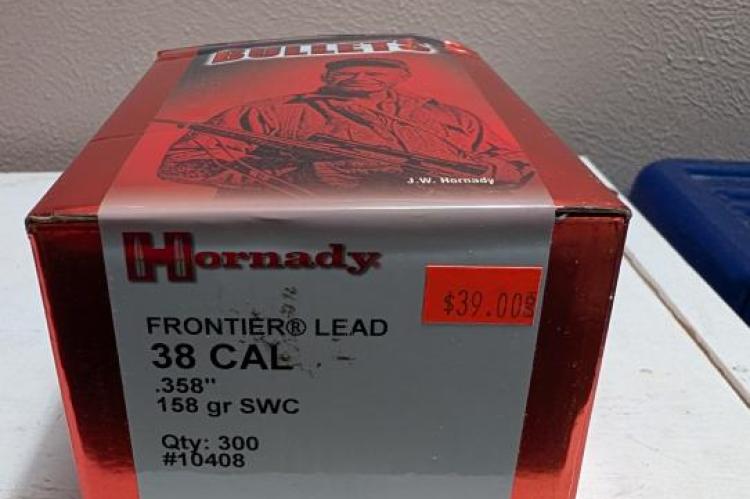 BULLETS
J.W. Hornady
Hornady
$39.00
FRONTIER® LEAD
38 CAL
.358"
158 gr SWC
Qty: 300
#10408